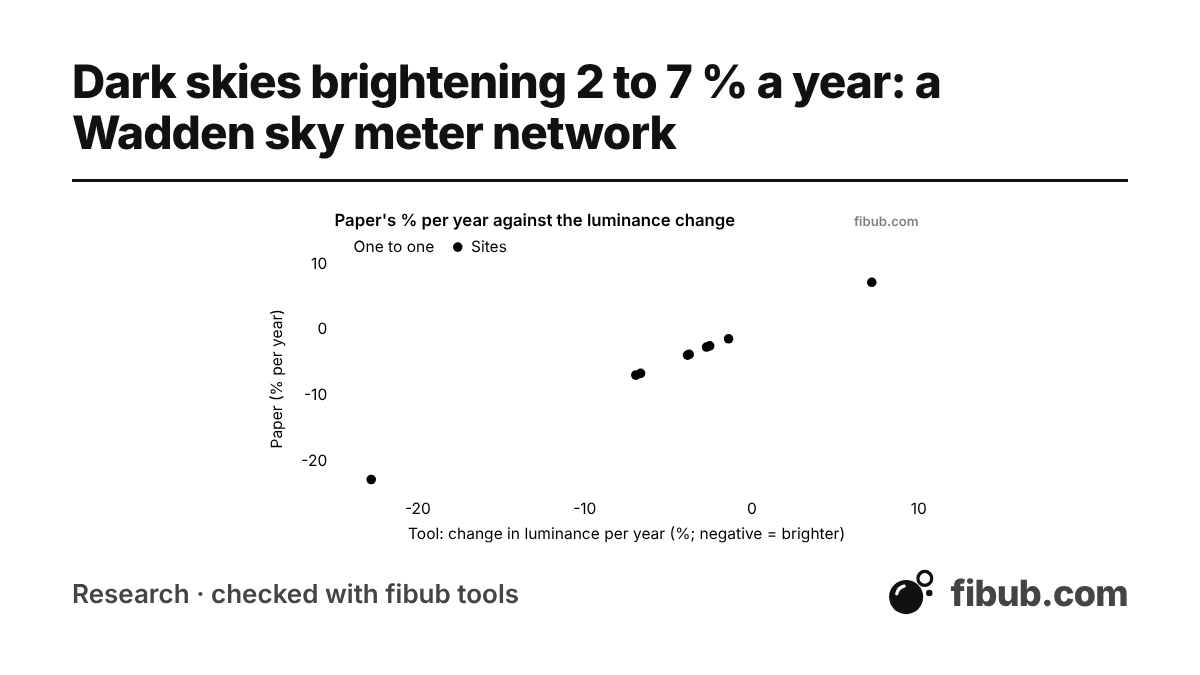 Dark skies brightening 2 to 7 % a year: a
Wadden sky meter network
Paper's % per year against the luminance change
fibub.com
One to one
Sites
10
0
-10
-20
Paper (% per year)
-20
-10
0
10
Tool: change in luminance per year (%; negative = brighter)
Research · checked with fibub tools
fibub.com